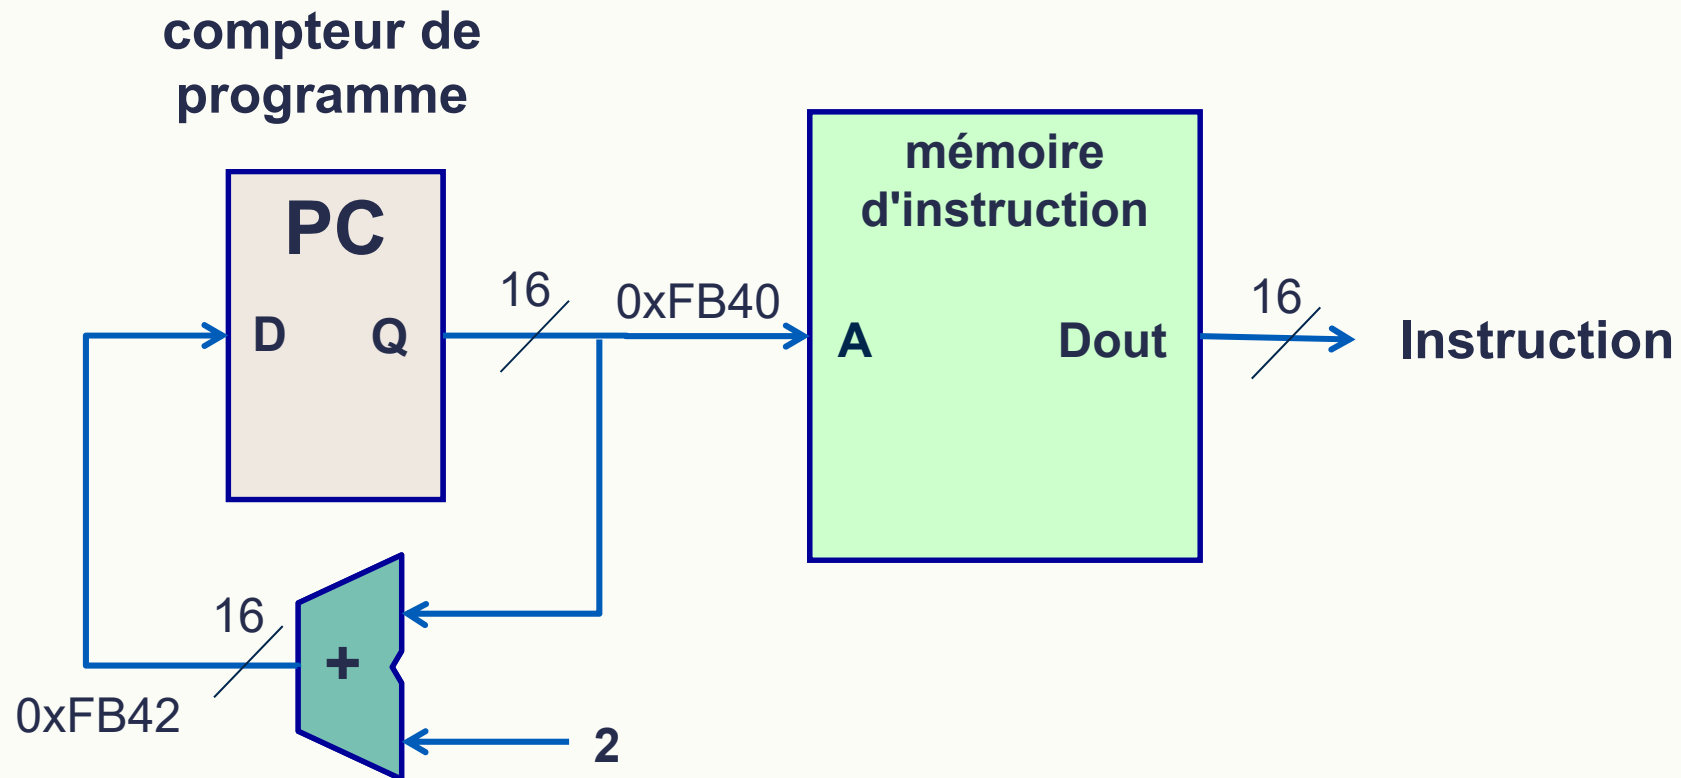 compteur de
programme
PC
D
Q
16
0xFB40
mémoire
d'instruction
A
Dout
16
Instruction
16
+
0xFB42
2